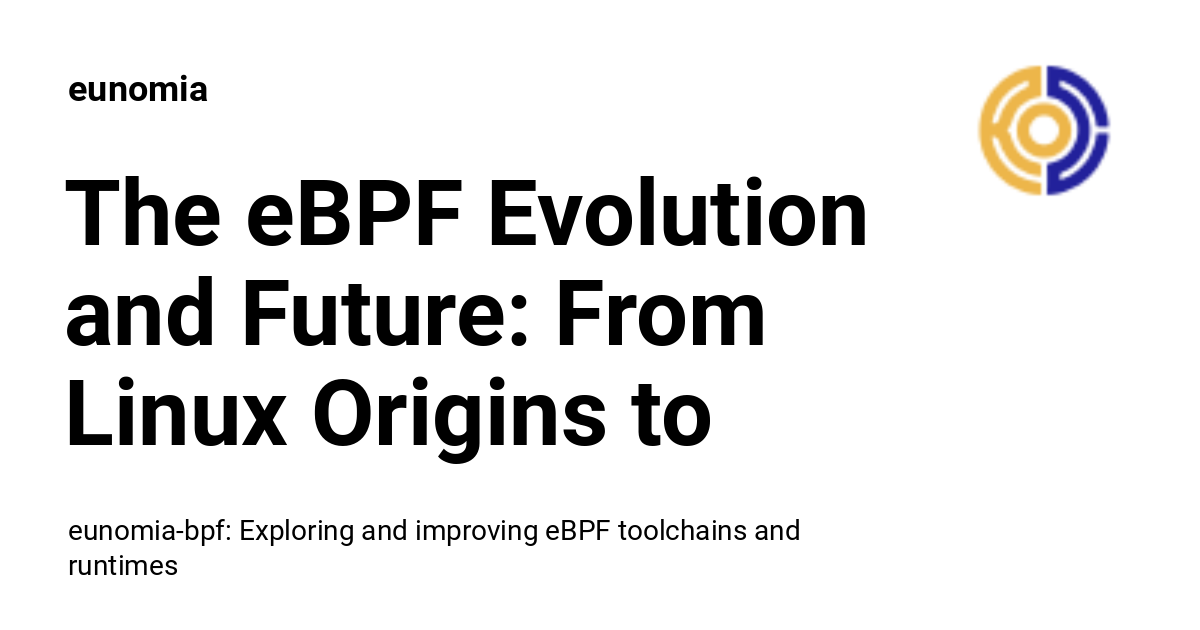 eunomia
The eBPF Evolution
and Future: From
Linux Origins to
eunomia-bpf: Exploring and improving eBPF toolchains and
runtimes